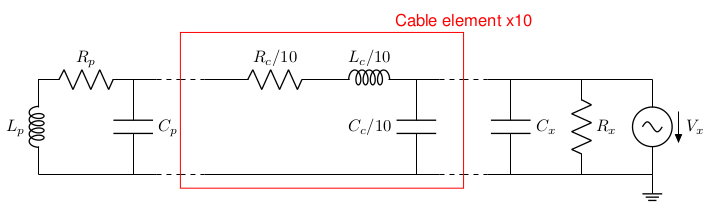 Cable element x10
R_p
R_c/10
L_c/10
L_p
C_p
C_c/10
C_x
R_x
V_x